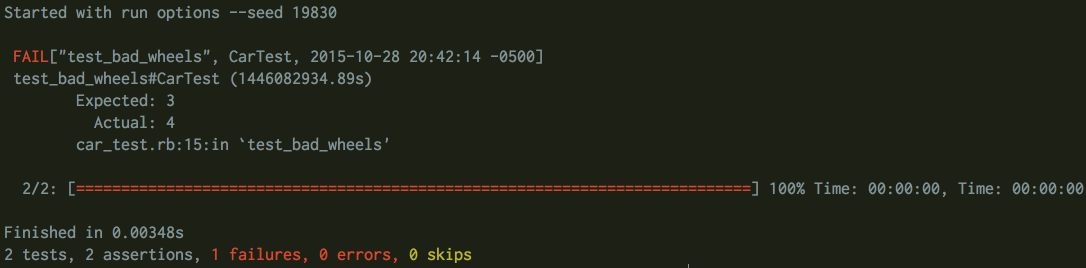 Started with run options --seed 19830
FAIL["test_bad_wheels", CarTest, 2015-10-28 20:42:14 -0500]
test_bad_wheels#CarTest (1446082934.89s)
Expected: 3
Actual: 4
car_test.rb:15:in `test_bad_wheels'
2/2: [===========================================================================] 100% Time: 00:00:00, Time: 00:00:00
Finished in 0.00348s
2 tests, 2 assertions, 1 failures, 0 errors, 0 skips